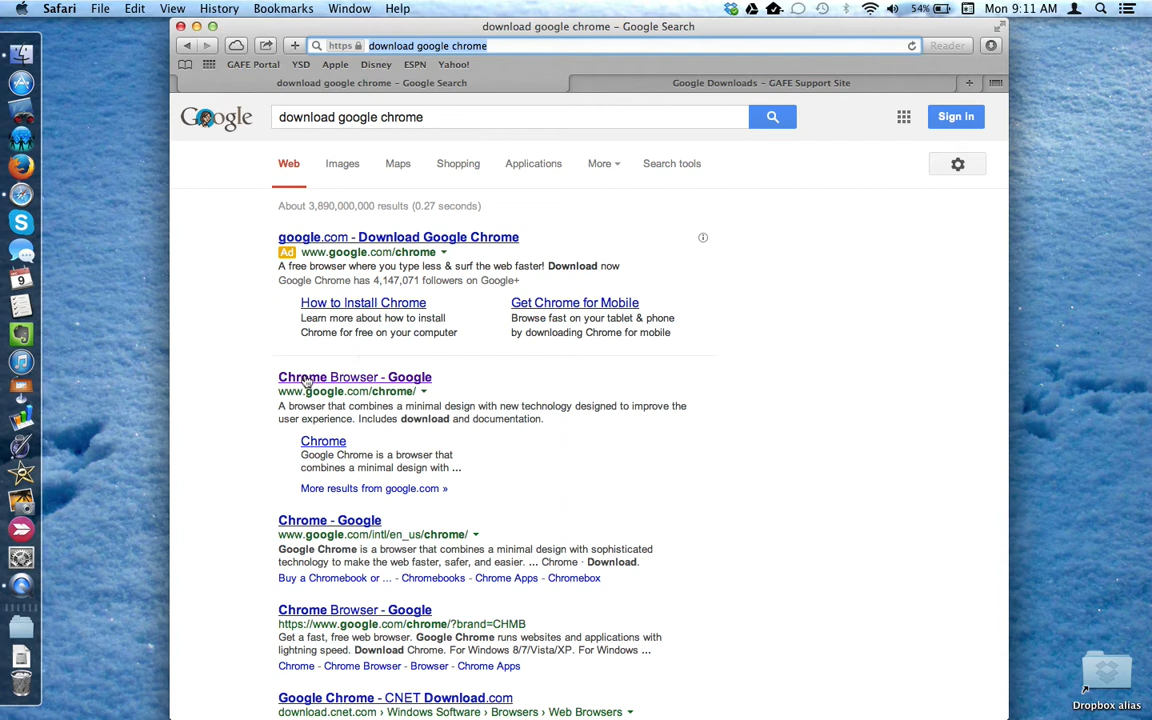 Safari File Edit View History Bookmarks Window Help 54% Mon 9:11 AM
download google chrome – Google Search
https download google chrome Reader
GAFE Portal YSD Apple Disney ESPN Yahoo!
download google chrome – Google Search Google Downloads – GAFE Support Site
Google download google chrome Sign in
Web Images Maps Shopping Applications More Search tools
About 3,890,000,000 results (0.27 seconds)
google.com - Download Google Chrome
Ad www.google.com/chrome
A free browser where you type less & surf the web faster! Download now
Google Chrome has 4,147,071 followers on Google+
How to Install Chrome Get Chrome for Mobile
Learn more about how to install Browse fast on your tablet & phone
Chrome for free on your computer by downloading Chrome for mobile
Chrome Browser - Google
www.google.com/chrome/
A browser that combines a minimal design with new technology designed to improve the
user experience. Includes download and documentation.
Chrome
Google Chrome is a browser that
combines a minimal design with ...
More results from google.com »
Chrome - Google
www.google.com/intl/en_us/chrome/
Google Chrome is a browser that combines a minimal design with sophisticated
technology to make the web faster, safer, and easier. ... Chrome · Download.
Buy a Chromebook or ... - Chromebooks - Chrome Apps - Chromebox
Chrome Browser - Google
https://www.google.com/chrome/?brand=CHMB
Get a fast, free web browser. Google Chrome runs websites and applications with
lightning speed. Download Chrome. For Windows 8/7/Vista/XP. For Windows ...
Chrome - Chrome Browser - Browser - Chrome Apps
Google Chrome - CNET Download.com
download.cnet.com › Windows Software › Browsers › Web Browsers
9
Dropbox alias